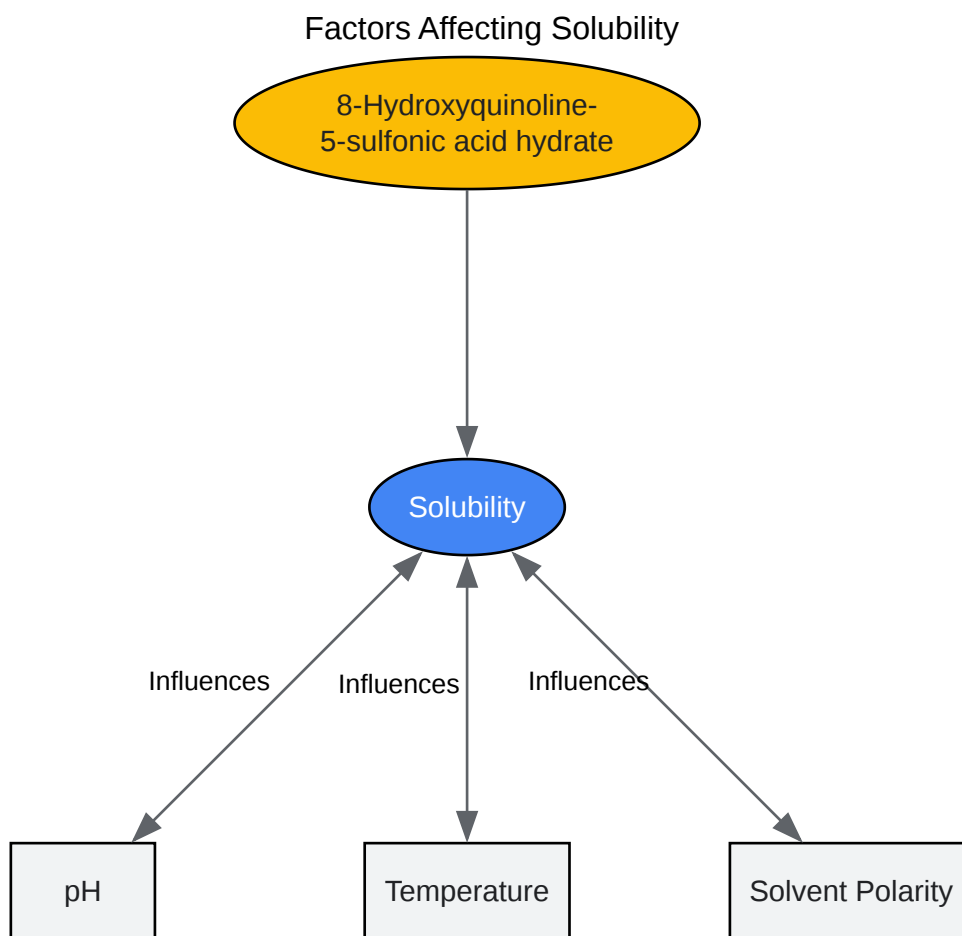 Factors Affecting Solubility
8-Hydroxyquinoline-
5-sulfonic acid hydrate
Solubility
Influences
Influences
Influences
pH
Temperature
Solvent Polarity